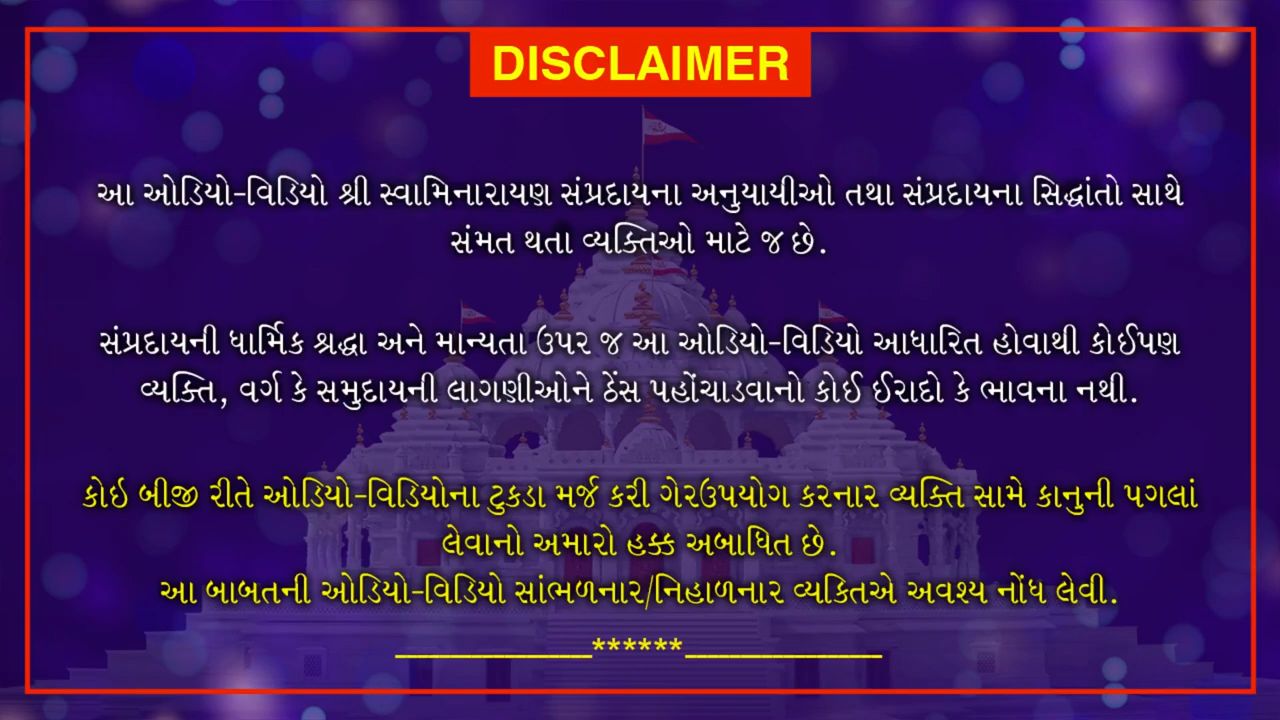 DISCLAIMER
આ ઓડિયો-વિડિયો શ્રી સ્વામિનારાયણ સંપ્રદાયના અનુયાયીઓ તથા સંપ્રદાયના સિદ્ધાંતો સાથે
સંમત થતા વ્યક્તિઓ માટે જ છે.
સંપ્રદાયની ધાર્મિક શ્રદ્ધા અને માન્યતા ઉપર જ આ ઓડિયો-વિડિયો આધારિત હોવાથી કોઈપણ
વ્યક્તિ, વર્ગ કે સમુદાયની લાગણીઓને ઠેંસ પહોંચાડવાનો કોઈ ઈરાદો કે ભાવના નથી.
કોઇ બીજી રીતે ઓડિયો-વિડિયોના ટુકડા મર્જ કરી ગેરઉપયોગ કરનાર વ્યક્તિ સામે કાનુની પગલાં
લેવાનો અમારો હક્ક અબાધિત છે.
આ બાબતની ઓડિયો-વિડિયો સાંભળનાર/નિહાળનાર વ્યકિતએ અવશ્ય નોંધ લેવી.
_______________******_______________